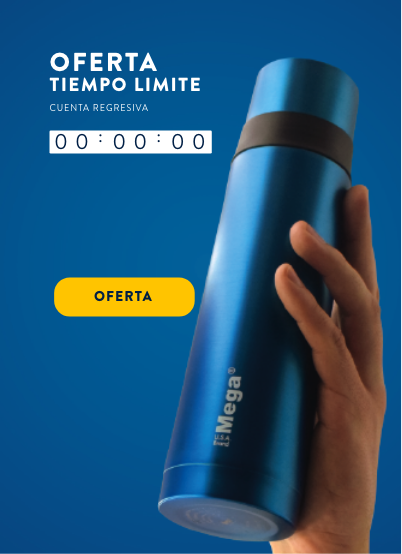 OFERTA
TIEMPO LIMITE
CUENTA REGRESIVA
00:00:00
OFERTA
Mega®